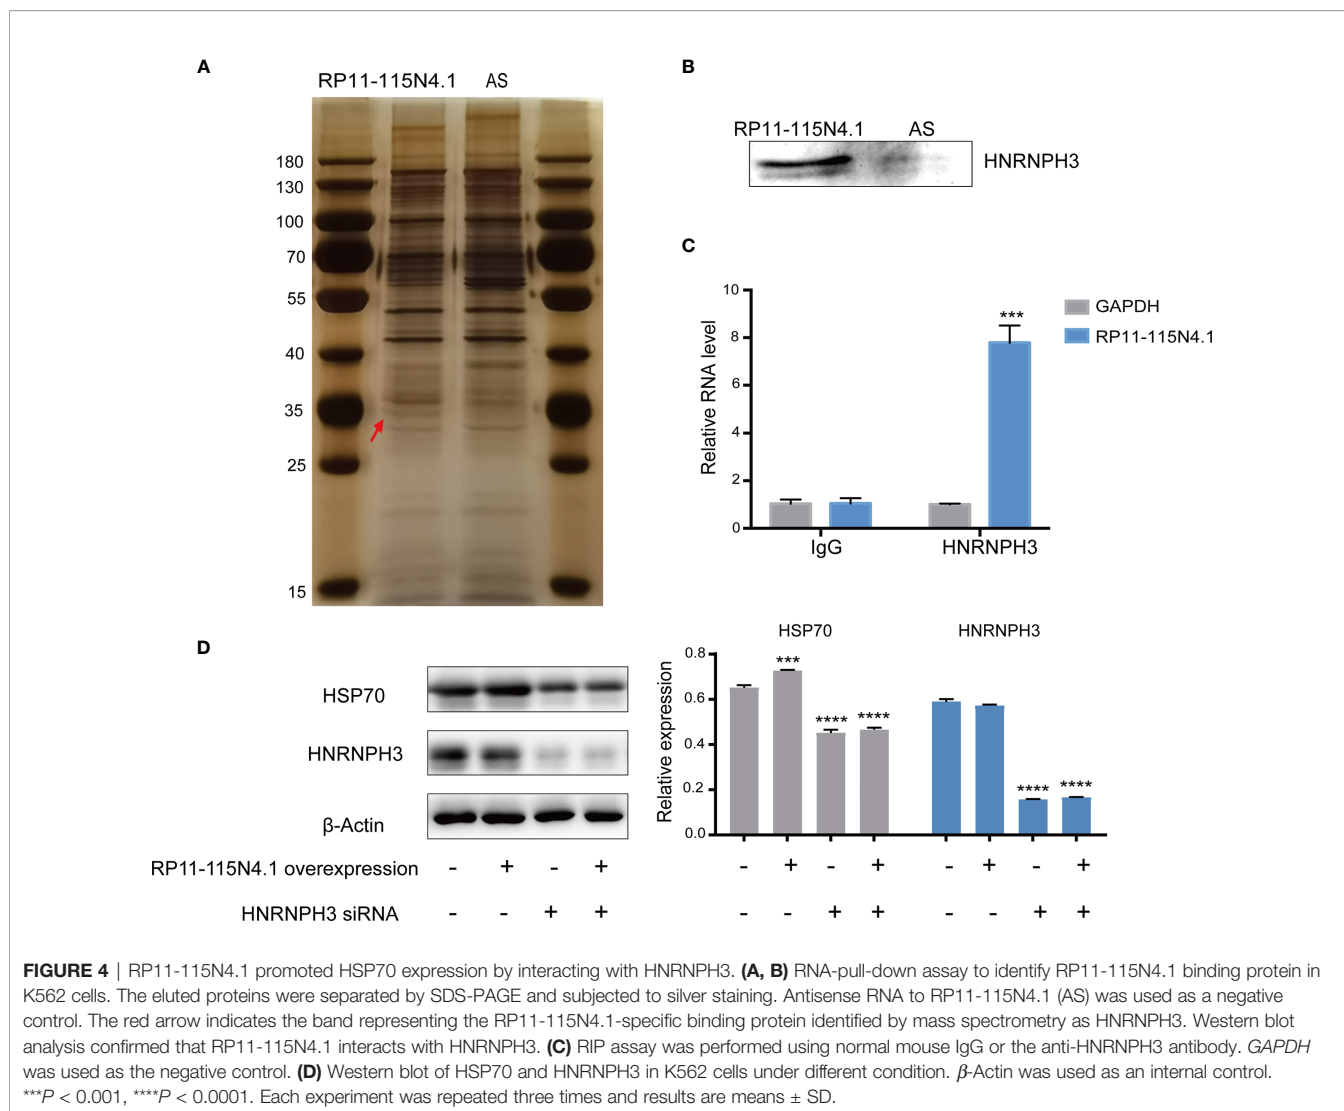 A
RP11-115N4.1 AS
180
130
100
70
55
40
35
25
15
B
RP11-115N4.1 AS
HNRNPH3
C
Relative RNA level
10
8
6
4
2
0
***
GAPDH
RP11-115N4.1
IgG HNRNPH3
D
HSP70
HNRNPH3
β-Actin
RP11-115N4.1 overexpression - + - +
HNRNPH3 siRNA - - + +
HSP70 HNRNPH3
Relative expression
0.8
0.6
0.4
0.2
0.0
***
**** ****
**** ****
- + - + - + - +
- - + + - - + +
FIGURE 4 | RP11-115N4.1 promoted HSP70 expression by interacting with HNRNPH3. (A, B) RNA-pull-down assay to identify RP11-115N4.1 binding protein in
K562 cells. The eluted proteins were separated by SDS-PAGE and subjected to silver staining. Antisense RNA to RP11-115N4.1 (AS) was used as a negative
control. The red arrow indicates the band representing the RP11-115N4.1-specific binding protein identified by mass spectrometry as HNRNPH3. Western blot
analysis confirmed that RP11-115N4.1 interacts with HNRNPH3. (C) RIP assay was performed using normal mouse IgG or the anti-HNRNPH3 antibody. GAPDH
was used as the negative control. (D) Western blot of HSP70 and HNRNPH3 in K562 cells under different condition. β-Actin was used as an internal control.
***P < 0.001, ****P < 0.0001. Each experiment was repeated three times and results are means ± SD.